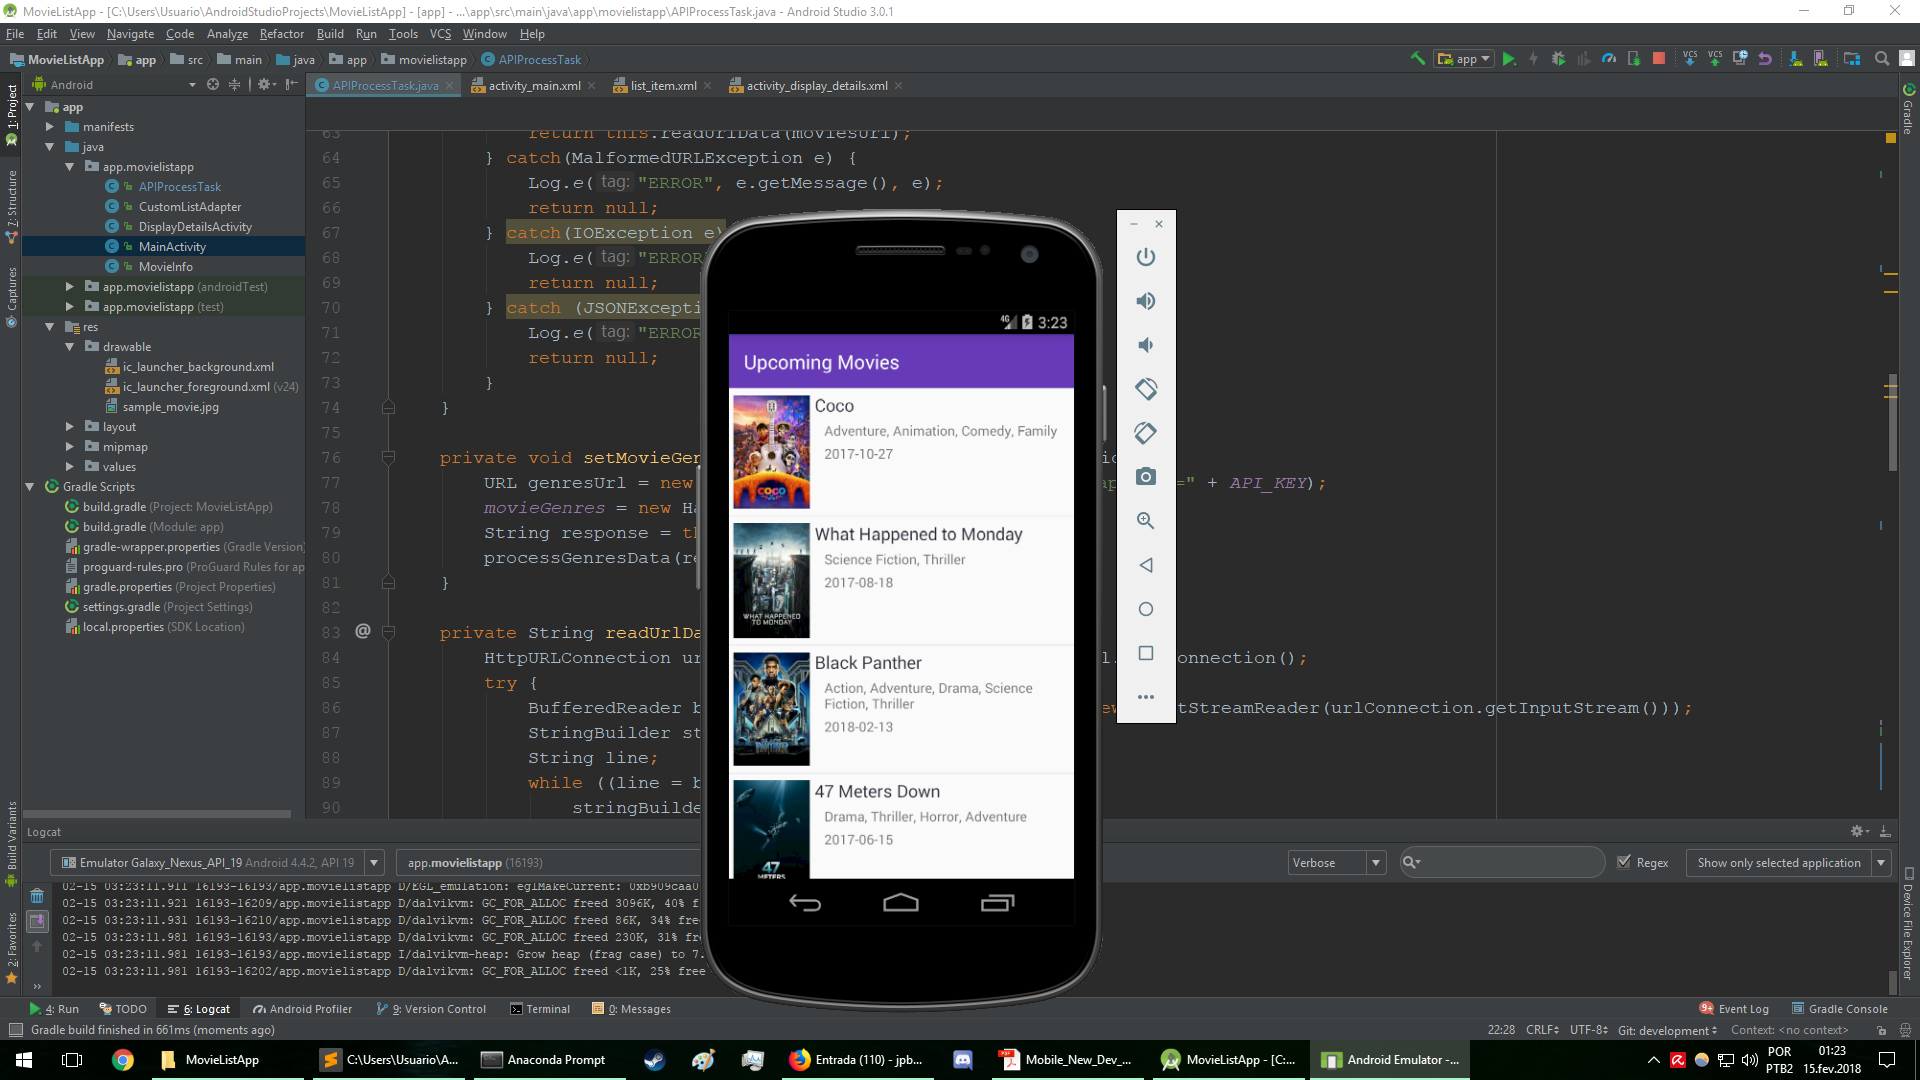 MovieListApp - [C:\Users\Usuario\AndroidStudioProjects\MovieListApp] - [app] - ...\app\src\main\java\app\movielistapp\APIProcessTask.java - Android Studio 3.0.1
File Edit View Navigate Code Analyze Refactor Build Run Tools VCS Window Help
MovieListApp app src main java app movielistapp APIProcessTask
app
VCS VCS
Android
APIProcessTask.java activity_main.xml list_item.xml activity_display_details.xml
1: Project
7: Structure
Captures
Build Variants
2: Favorites
app
manifests
java
app.movielistapp
APIProcessTask
CustomListAdapter
DisplayDetailsActivity
MainActivity
MovieInfo
app.movielistapp (androidTest)
app.movielistapp (test)
res
drawable
ic_launcher_background.xml
ic_launcher_foreground.xml (v24)
sample_movie.jpg
layout
mipmap
values
Gradle Scripts
build.gradle (Project: MovieListApp)
build.gradle (Module: app)
gradle-wrapper.properties (Gradle Version)
proguard-rules.pro (ProGuard Rules for ap
gradle.properties (Project Properties)
settings.gradle (Project Settings)
local.properties (SDK Location)
63 return this.readUrlData(moviesUrl);
64 } catch(MalformedURLException e) {
65 Log.e( tag: "ERROR", e.getMessage(), e);
66 return null;
67 } catch(IOException e)
68 Log.e( tag: "ERROR
69 return null;
70 } catch (JSONExcepti
71 Log.e( tag: "ERROR
72 return null;
73 }
74 }
75
76 private void setMovieGen
77 URL genresUrl = new =" + API_KEY);
78 movieGenres = new Ha
79 String response = th
80 processGenresData(re
81 }
82
83 @ private String readUrlDa
84 HttpURLConnection ur onnection();
85 try {
86 BufferedReader b tStreamReader(urlConnection.getInputStream()));
87 StringBuilder st
88 String line;
89 while ((line = b
90 stringBuilde
4G 3:23
Upcoming Movies
Coco
Adventure, Animation, Comedy, Family
2017-10-27
COCO
What Happened to Monday
Science Fiction, Thriller
2017-08-18
WHAT HAPPENED
TO MONDAY
Black Panther
Action, Adventure, Drama, Science
Fiction, Thriller
2018-02-13
47 Meters Down
Drama, Thriller, Horror, Adventure
2017-06-15
47
METERS
Gradle
Device File Explorer
Logcat
Emulator Galaxy_Nexus_API_19 Android 4.4.2, API 19 app.movielistapp (16193) Verbose Regex Show only selected application
02-15 03:23:11.911 16193-16193/app.movielistapp D/EGL_emulation: eglMakeCurrent: 0xb909caa0
02-15 03:23:11.921 16193-16209/app.movielistapp D/dalvikvm: GC_FOR_ALLOC freed 3096K, 40% f
02-15 03:23:11.931 16193-16210/app.movielistapp D/dalvikvm: GC_FOR_ALLOC freed 86K, 34% free
02-15 03:23:11.981 16193-16193/app.movielistapp D/dalvikvm: GC_FOR_ALLOC freed 230K, 31% fre
02-15 03:23:11.981 16193-16193/app.movielistapp I/dalvikvm-heap: Grow heap (frag case) to 7.
02-15 03:23:11.981 16193-16202/app.movielistapp D/dalvikvm: GC_FOR_ALLOC freed <1K, 25% free
4: Run TODO 6: Logcat Android Profiler 9: Version Control Terminal 0: Messages 9+ Event Log Gradle Console
Gradle build finished in 661ms (moments ago) 22:28 CRLF UTF-8 Git: development Context: <no context>
MovieListApp C:\Users\Usuario\A... Anaconda Prompt Entrada (110) - jpb... Mobile_New_Dev_... MovieListApp - [C:... Android Emulator -...
POR
PTB2
01:23
15.fev.2018